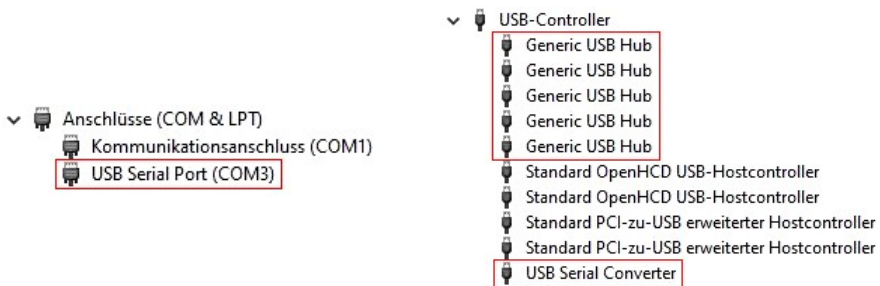 Anschlüsse (COM & LPT)
Kommunikationsanschluss (COM1)
USB Serial Port (COM3)
USB-Controller
Generic USB Hub
Generic USB Hub
Generic USB Hub
Generic USB Hub
Generic USB Hub
Standard OpenHCD USB-Hostcontroller
Standard OpenHCD USB-Hostcontroller
Standard PCI-zu-USB erweiterter Hostcontroller
Standard PCI-zu-USB erweiterter Hostcontroller
USB Serial Converter